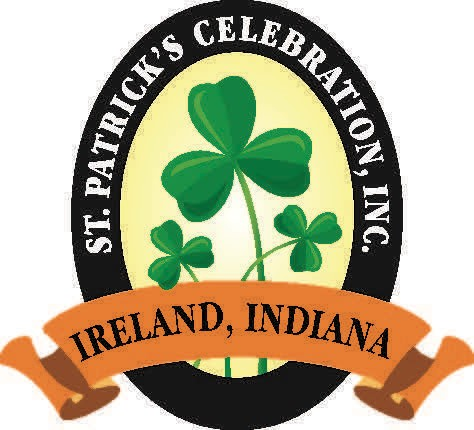 ST. PATRICK'S CELEBRATION, INC.
IRELAND, INDIANA